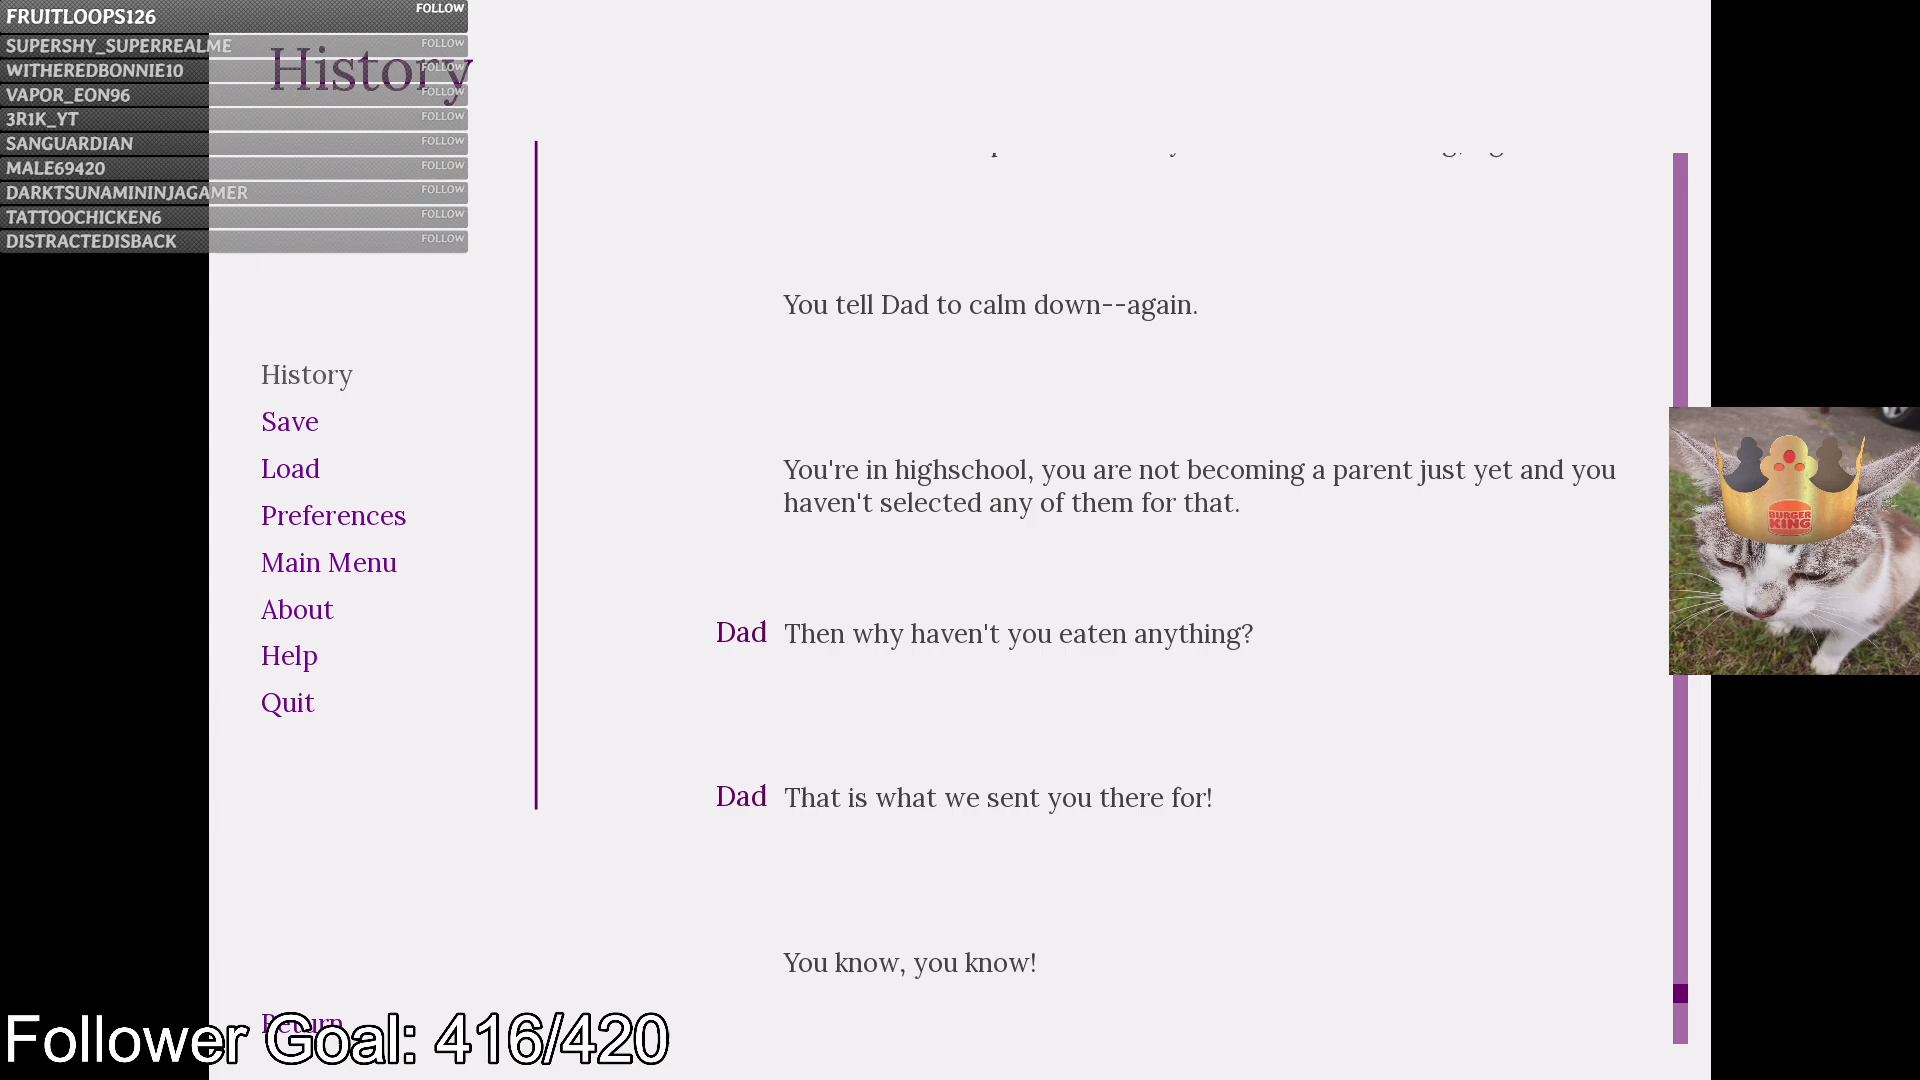 FRUITLOOPS126 FOLLOW
SUPERSHY_SUPERREALME FOLLOW
WITHEREDBONNIE10 FOLLOW
VAPOR_EON96 FOLLOW
3R1K_YT FOLLOW
SANGUARDIAN FOLLOW
MALE69420 FOLLOW
DARKTSUNAMININJAGAMER FOLLOW
TATTOOCHICKEN6 FOLLOW
DISTRACTEDISBACK FOLLOW
History
History
Save
Load
Preferences
Main Menu
About
Help
Quit
Return
You tell Dad to calm down--again.
You're in highschool, you are not becoming a parent just yet and you
haven't selected any of them for that.
Dad Then why haven't you eaten anything?
Dad That is what we sent you there for!
You know, you know!
BURGER
KING
Follower Goal: 416/420